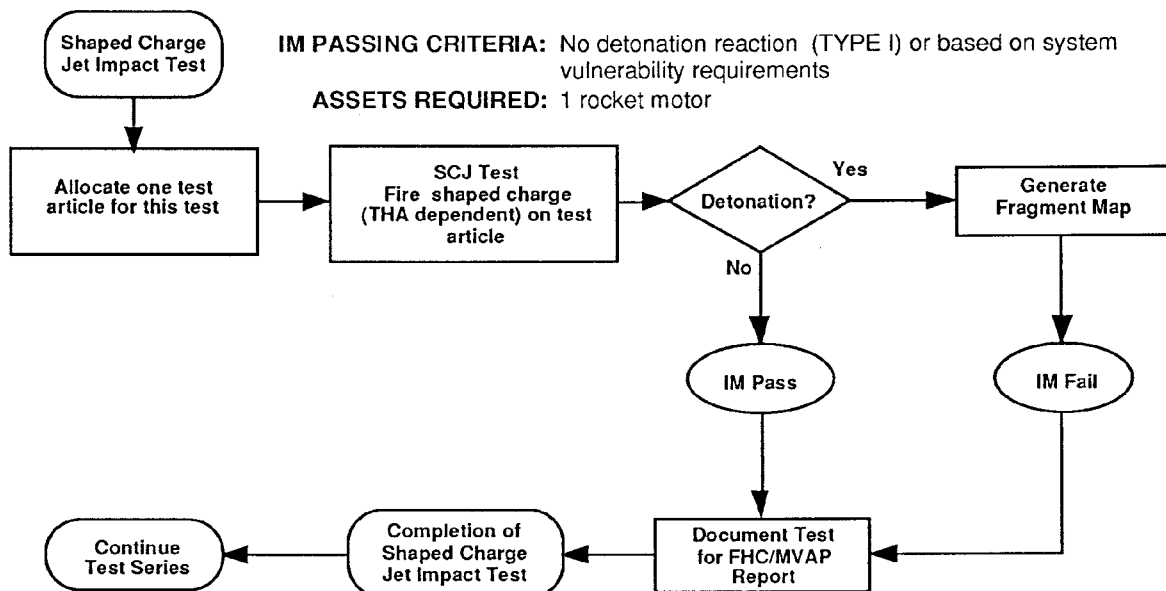 Shaped Charge
Jet Impact Test
IM PASSING CRITERIA: No detonation reaction (TYPE I) or based on system
vulnerability requirements
ASSETS REQUIRED: 1 rocket motor
Allocate one test
article for this test
SCJ Test
Fire shaped charge
(THA dependent) on test
article
Detonation?
Yes
No
Generate
Fragment Map
IM Pass
IM Fail
Continue
Test Series
Completion of
Shaped Charge
Jet Impact Test
Document Test
for FHC/MVAP
Report